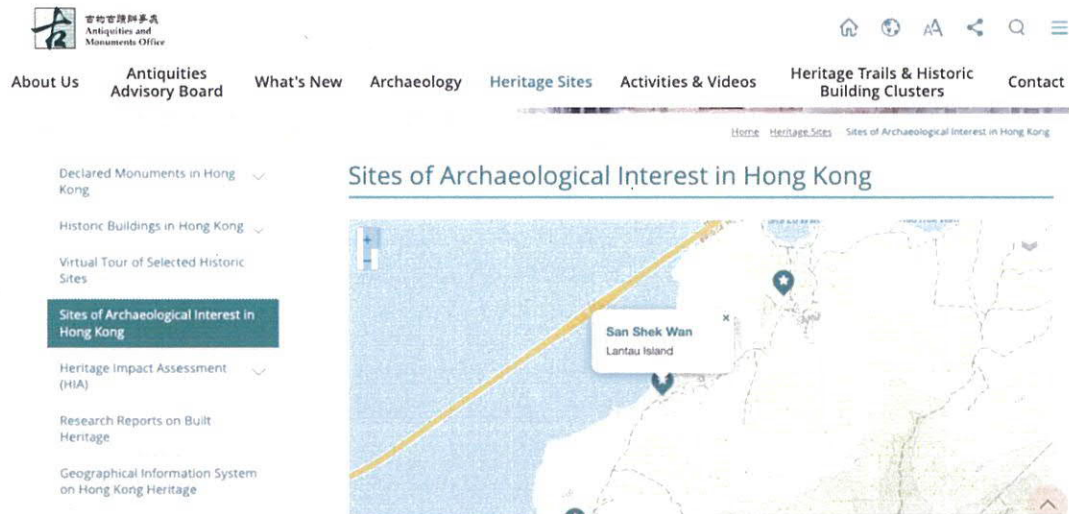 古物古蹟辦事處
Antiquities and
Monuments Office
About Us
Antiquities
Advisory Board
What's New
Archaeology
Heritage Sites
Activities & Videos
Heritage Trails & Historic
Building Clusters
Contact
Home Heritage Sites Sites of Archaeological Interest in Hong Kong
Declared Monuments in Hong
Kong
Historic Buildings in Hong Kong
Virtual Tour of Selected Historic
Sites
Sites of Archaeological Interest in
Hong Kong
Heritage Impact Assessment
(HIA)
Research Reports on Built
Heritage
Geographical Information System
on Hong Kong Heritage
Sites of Archaeological Interest in Hong Kong
+
−
San Shek Wan
×
Lantau Island